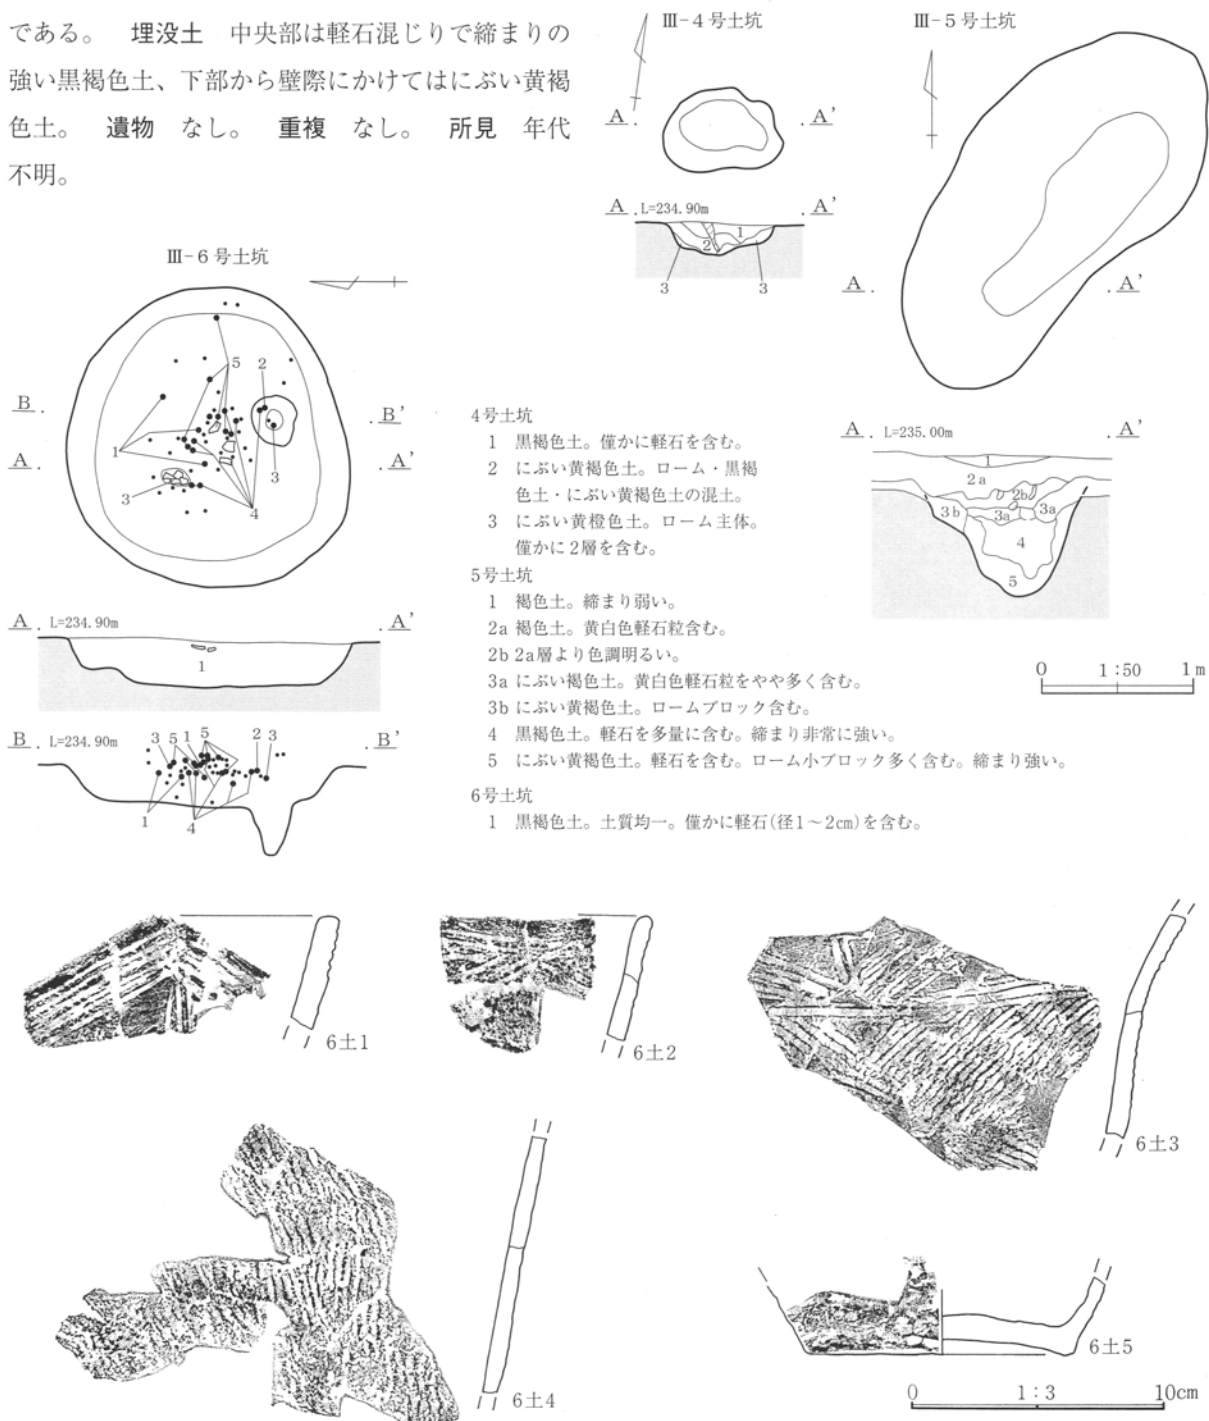 である。　埋没土　中央部は軽石混じりで締まりの
強い黒褐色土、下部から壁際にかけてはにぶい黄褐
色土。　遺物　なし。　重複　なし。　所見　年代
不明。
Ⅲ-4号土坑
A . . A'
A . L=234.90m . A'
1
2
3 3
Ⅲ-5号土坑
A . . A'
A . L=235.00m . A'
1
2a
2b
3b 3a 3a
4
5
0 1:50 1m
Ⅲ-6号土坑
5 2
B . . B'
1
A . . A'
3 3
4
A . L=234.90m . A'
1
B . L=234.90m . B'
3 5 1 5 2 3
1 4
4号土坑
1 黒褐色土。僅かに軽石を含む。
2 にぶい黄褐色土。ローム・黒褐
色土・にぶい黄褐色土の混土。
3 にぶい黄橙色土。ローム主体。
僅かに2層を含む。
5号土坑
1 褐色土。締まり弱い。
2a 褐色土。黄白色軽石粒含む。
2b 2a層より色調明るい。
3a にぶい褐色土。黄白色軽石粒をやや多く含む。
3b にぶい黄褐色土。ロームブロック含む。
4 黒褐色土。軽石を多量に含む。締まり非常に強い。
5 にぶい黄褐色土。軽石を含む。ローム小ブロック多く含む。締まり強い。
6号土坑
1 黒褐色土。土質均一。僅かに軽石(径1～2cm)を含む。
6土1
6土2
6土3
6土4
6土5
0 1:3 10cm